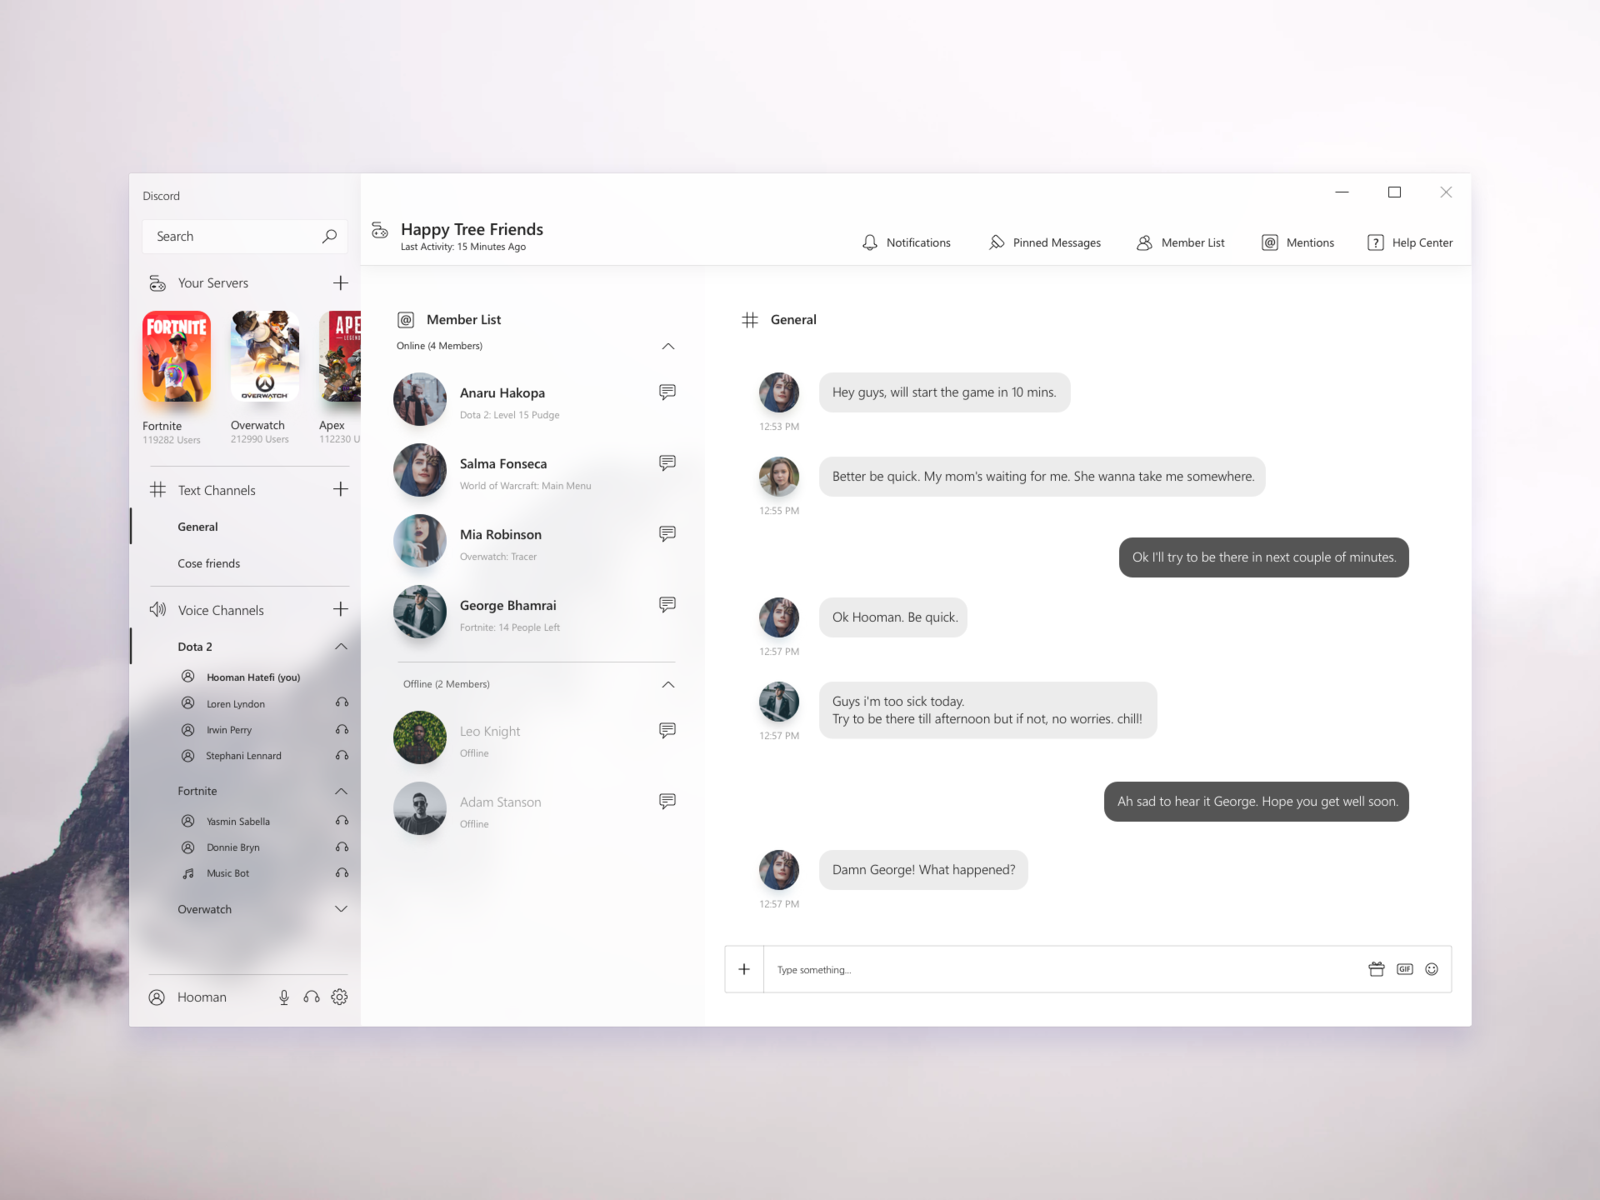 Discord
Search
Your Servers
FORTNITE
OVERWATCH
APE
Fortnite
119282 Users
Overwatch
212990 Users
Apex
112230 U
Text Channels
General
Cose friends
Voice Channels
Dota 2
Hooman Hatefi (you)
Loren Lyndon
Irwin Perry
Stephani Lennard
Fortnite
Yasmin Sabella
Donnie Bryn
Music Bot
Overwatch
Hooman
Happy Tree Friends
Last Activity: 15 Minutes Ago
Notifications
Pinned Messages
Member List
@ Mentions
? Help Center
@ Member List
Online (4 Members)
Anaru Hakopa
Dota 2: Level 15 Pudge
Salma Fonseca
World of Warcraft: Main Menu
Mia Robinson
Overwatch: Tracer
George Bhamrai
Fortnite: 14 People Left
Offline (2 Members)
Leo Knight
Offline
Adam Stanson
Offline
General
Hey guys, will start the game in 10 mins.
12:53 PM
Better be quick. My mom's waiting for me. She wanna take me somewhere.
12:55 PM
Ok I'll try to be there in next couple of minutes.
Ok Hooman. Be quick.
12:57 PM
Guys i'm too sick today.
Try to be there till afternoon but if not, no worries. chill!
12:57 PM
Ah sad to hear it George. Hope you get well soon.
Damn George! What happened?
12:57 PM
Type something...
GIF